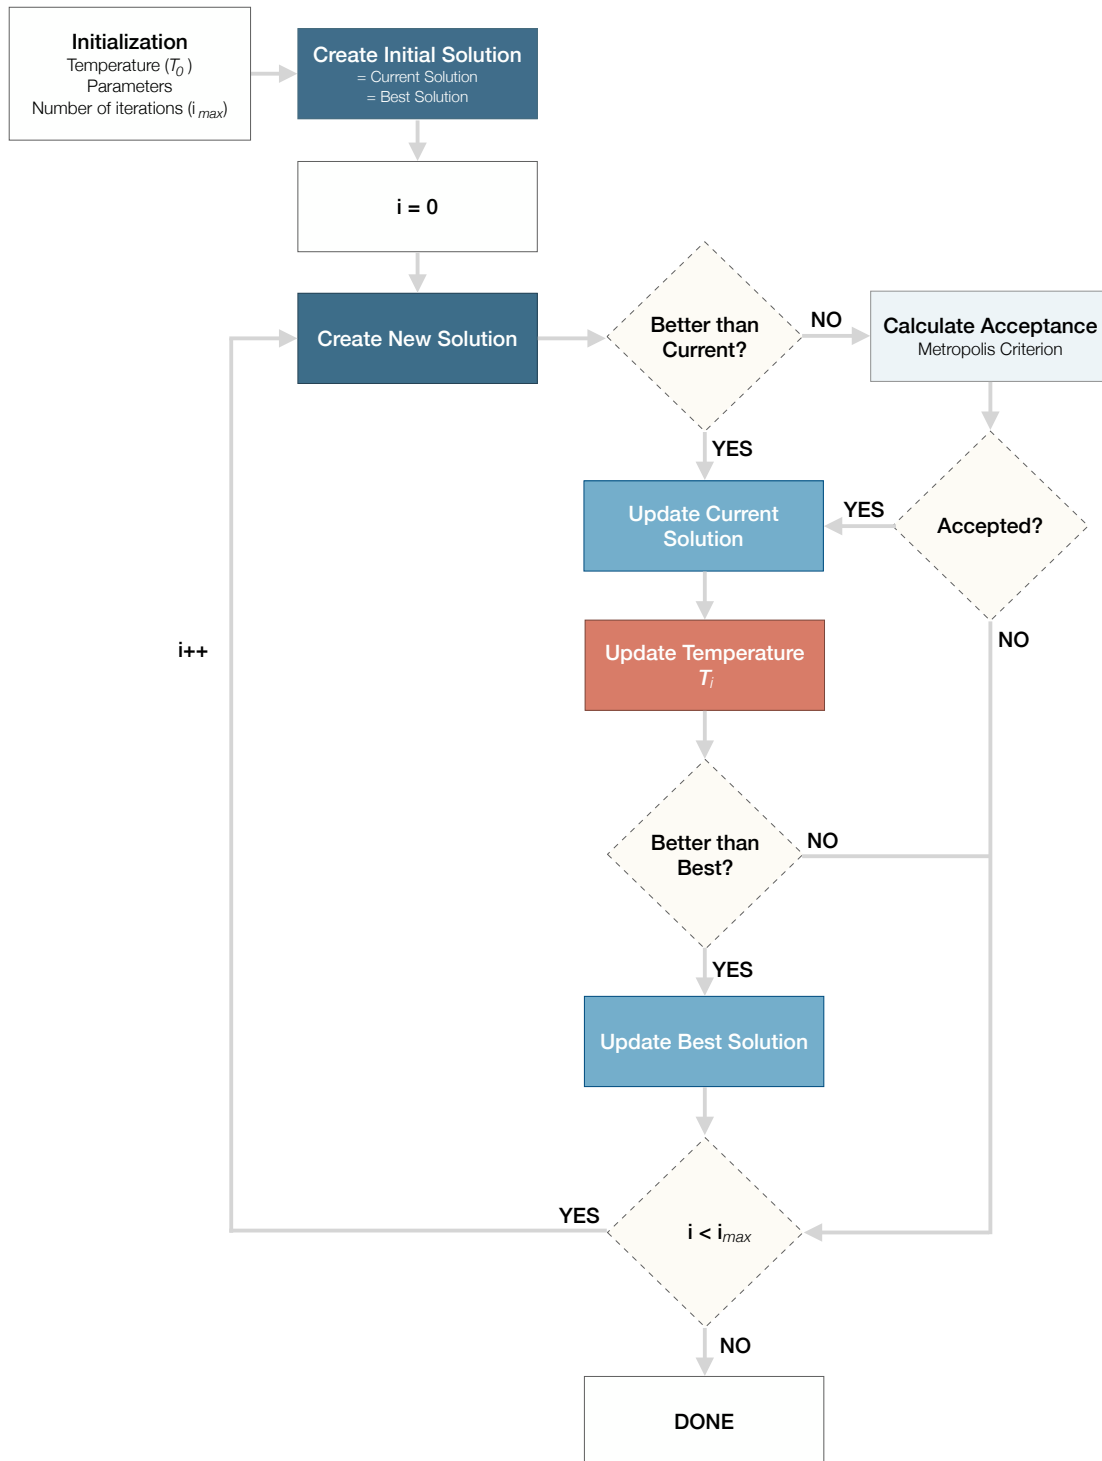 Initialization
Temperature (T0)
Parameters
Number of iterations (imax)
Create Initial Solution
= Current Solution
= Best Solution
i = 0
Create New Solution
Better than
Current?
NO
Calculate Acceptance
Metropolis Criterion
YES
Accepted?
YES
Update Current
Solution
NO
Update Temperature
Ti
i++
Better than
Best?
NO
YES
Update Best Solution
i < imax
YES
NO
DONE